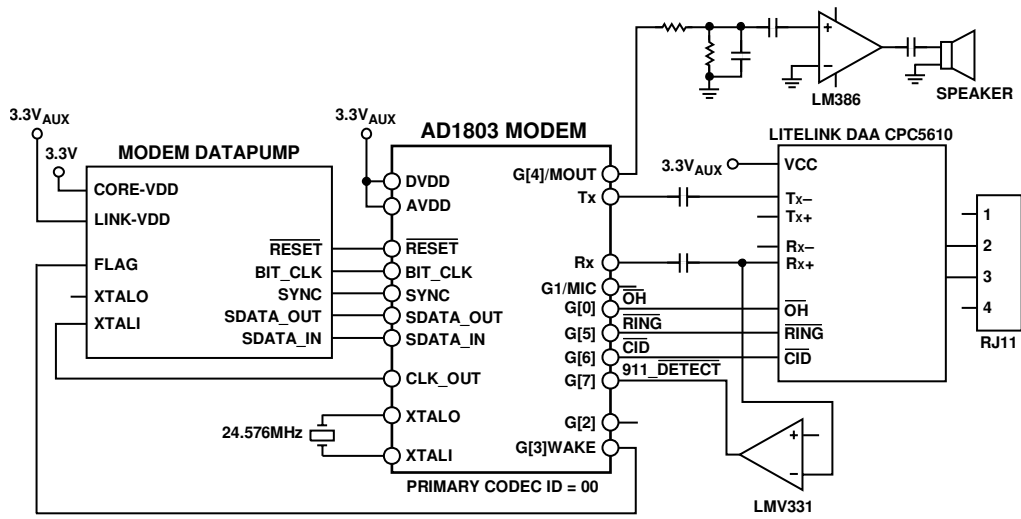 LM386
SPEAKER
3.3VAUX
3.3V
MODEM DATAPUMP
CORE-VDD
LINK-VDD
RESET
FLAG
BIT_CLK
XTALO
SYNC
XTALI
SDATA_OUT
SDATA_IN
24.576MHz
3.3VAUX
AD1803 MODEM
DVDD
AVDD
RESET
BIT_CLK
SYNC
SDATA_OUT
SDATA_IN
CLK_OUT
XTALO
XTALI
G[4]/MOUT
Tx
Rx
G1/MIC
G[0]
G[5]
G[6]
G[7]
G[2]
G[3]WAKE
PRIMARY CODEC ID = 00
OH
RING
CID
911_DETECT
LITELINK DAA CPC5610
3.3VAUX
VCC
Tx–
Tx+
Rx–
Rx+
OH
RING
CID
1
2
3
4
RJ11
+
–
+
–
LMV331